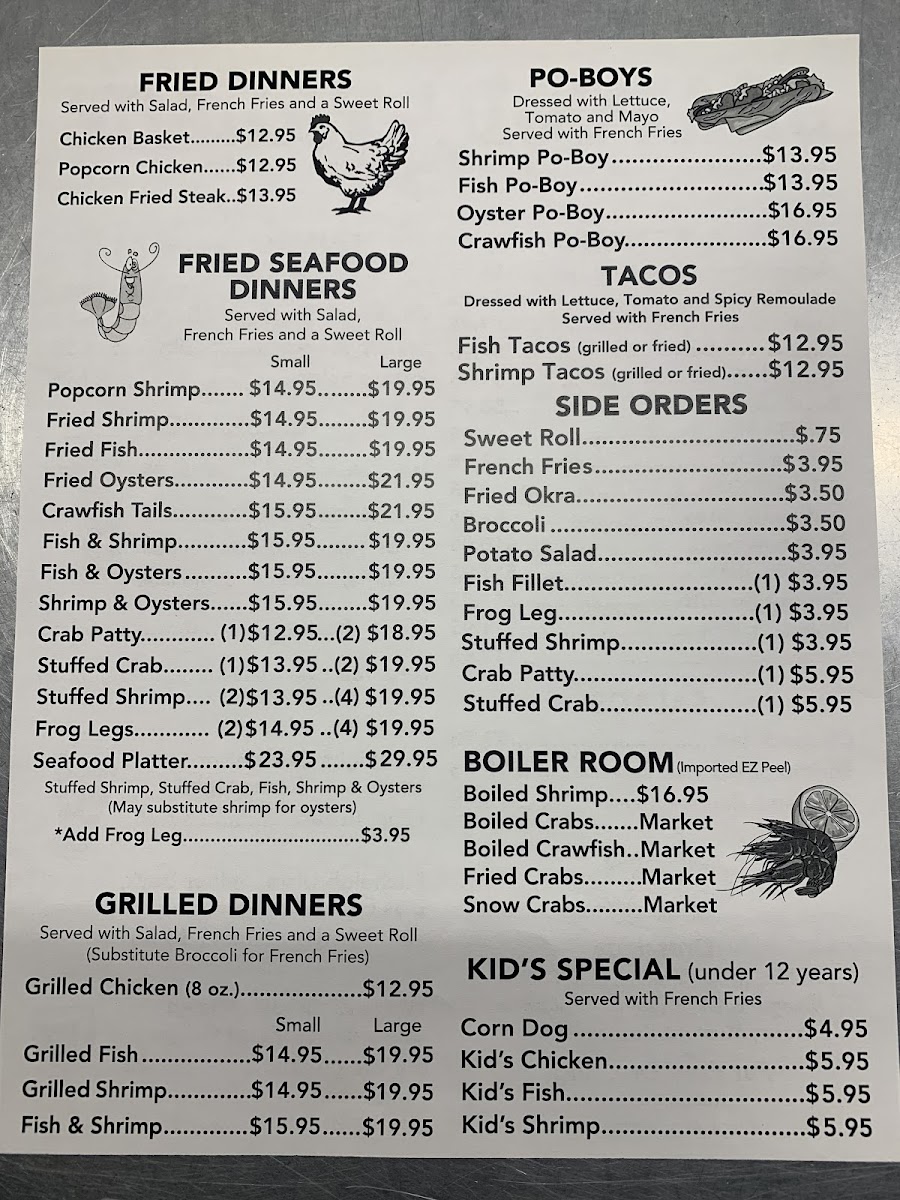 FRIED DINNERS
Served with Salad, French Fries and a Sweet Roll
Chicken Basket.........$12.95
Popcorn Chicken......$12.95
Chicken Fried Steak..$13.95
FRIED SEAFOOD
DINNERS
Served with Salad,
French Fries and a Sweet Roll
Small Large
Popcorn Shrimp....... $14.95........$19.95
Fried Shrimp.............$14.95........$19.95
Fried Fish..................$14.95........$19.95
Fried Oysters............$14.95........$21.95
Crawfish Tails............$15.95........$21.95
Fish & Shrimp...........$15.95........$19.95
Fish & Oysters..........$15.95........$19.95
Shrimp & Oysters......$15.95........$19.95
Crab Patty............ (1)$12.95...(2) $18.95
Stuffed Crab........ (1)$13.95..(2) $19.95
Stuffed Shrimp.... (2)$13.95..(4) $19.95
Frog Legs............ (2)$14.95..(4) $19.95
Seafood Platter.........$23.95.......$29.95
Stuffed Shrimp, Stuffed Crab, Fish, Shrimp & Oysters
(May substitute shrimp for oysters)
*Add Frog Leg.................................$3.95
GRILLED DINNERS
Served with Salad, French Fries and a Sweet Roll
(Substitute Broccoli for French Fries)
Grilled Chicken (8 oz.)....................$12.95
Small Large
Grilled Fish.................$14.95......$19.95
Grilled Shrimp.............$14.95......$19.95
Fish & Shrimp.............$15.95......$19.95
PO-BOYS
Dressed with Lettuce,
Tomato and Mayo
Served with French Fries
Shrimp Po-Boy......................$13.95
Fish Po-Boy...........................$13.95
Oyster Po-Boy........................$16.95
Crawfish Po-Boy.....................$16.95
TACOS
Dressed with Lettuce, Tomato and Spicy Remoulade
Served with French Fries
Fish Tacos (grilled or fried) ..........$12.95
Shrimp Tacos (grilled or fried)......$12.95
SIDE ORDERS
Sweet Roll................................$.75
French Fries............................$3.95
Fried Okra...............................$3.50
Broccoli ...................................$3.50
Potato Salad............................$3.95
Fish Fillet............................(1) $3.95
Frog Leg.............................(1) $3.95
Stuffed Shrimp....................(1) $3.95
Crab Patty...........................(1) $5.95
Stuffed Crab.......................(1) $5.95
BOILER ROOM (Imported EZ Peel)
Boiled Shrimp....$16.95
Boiled Crabs.......Market
Boiled Crawfish..Market
Fried Crabs.........Market
Snow Crabs.........Market
KID'S SPECIAL (under 12 years)
Served with French Fries
Corn Dog ..................................$4.95
Kid's Chicken.............................$5.95
Kid's Fish...................................$5.95
Kid's Shrimp..............................$5.95